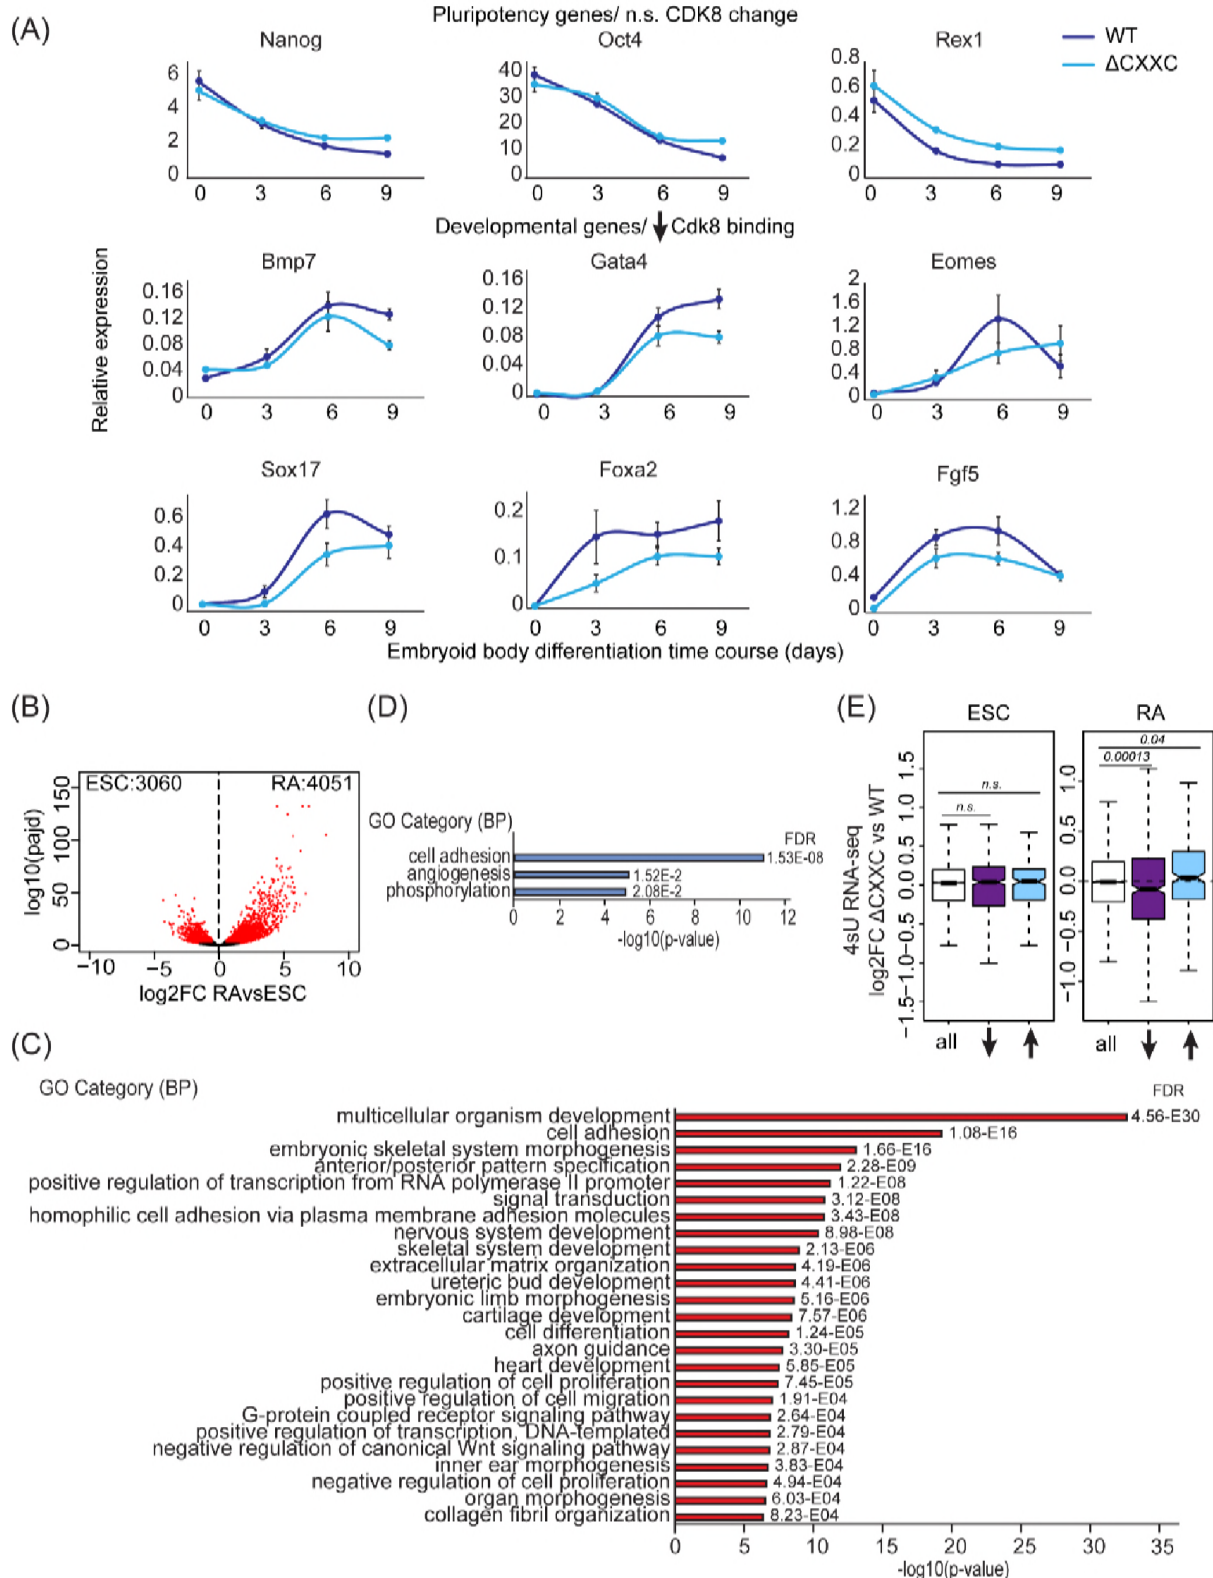 (A)
Pluripotency genes/ n.s. CDK8 change
Nanog
Oct4
Rex1
WT
ΔCXXC
6
4
2
0
0 3 6 9
40
30
20
10
0
0 3 6 9
0.8
0.6
0.4
0.2
0
0 3 6 9
Developmental genes/ Cdk8 binding
Relative expression
Bmp7
Gata4
Eomes
0.16
0.12
0.08
0.04
0
0 3 6 9
0.16
0.12
0.08
0.04
0
0 3 6 9
2
1.6
1.2
0.8
0.4
0
0 3 6 9
Sox17
Foxa2
Fgf5
0.6
0.4
0.2
0
0 3 6 9
0.2
0.1
0
0 3 6 9
1.2
0.8
0.4
0
0 3 6 9
Embryoid body differentiation time course (days)
(B)
ESC:3060
RA:4051
log10(pajd)
150
100
50
0
−10 −5 0 5 10
log2FC RAvsESC
(D)
GO Category (BP)
FDR
cell adhesion 1.53E-08
angiogenesis 1.52E-2
phosphorylation 2.08E-2
0 2 4 6 8 10 12
-log10(p-value)
(E)
ESC
RA
4sU RNA-seq
log2FC ΔCXXC vs WT
1.5
1.0
0.5
0.0
−0.5
−1.0
−1.5
n.s.
n.s.
all
1.0
0.5
0.0
−0.5
−1.0
0.04
0.00013
all
(C)
GO Category (BP)
FDR
multicellular organism development 4.56-E30
cell adhesion 1.08-E16
embryonic skeletal system morphogenesis 1.66-E16
anterior/posterior pattern specification 2.28-E09
positive regulation of transcription from RNA polymerase II promoter 1.22-E08
signal transduction 3.12-E08
homophilic cell adhesion via plasma membrane adhesion molecules 3.43-E08
nervous system development 8.98-E08
skeletal system development 2.13-E06
extracellular matrix organization 4.19-E06
ureteric bud development 4.41-E06
embryonic limb morphogenesis 5.16-E06
cartilage development 7.57-E06
cell differentiation 1.24-E05
axon guidance 3.30-E05
heart development 5.85-E05
positive regulation of cell proliferation 7.45-E05
positive regulation of cell migration 1.91-E04
G-protein coupled receptor signaling pathway 2.64-E04
positive regulation of transcription, DNA-templated 2.79-E04
negative regulation of canonical Wnt signaling pathway 2.87-E04
inner ear morphogenesis 3.83-E04
negative regulation of cell proliferation 4.94-E04
organ morphogenesis 6.03-E04
collagen fibril organization 8.23-E04
0 5 10 15 20 25 30 35
-log10(p-value)